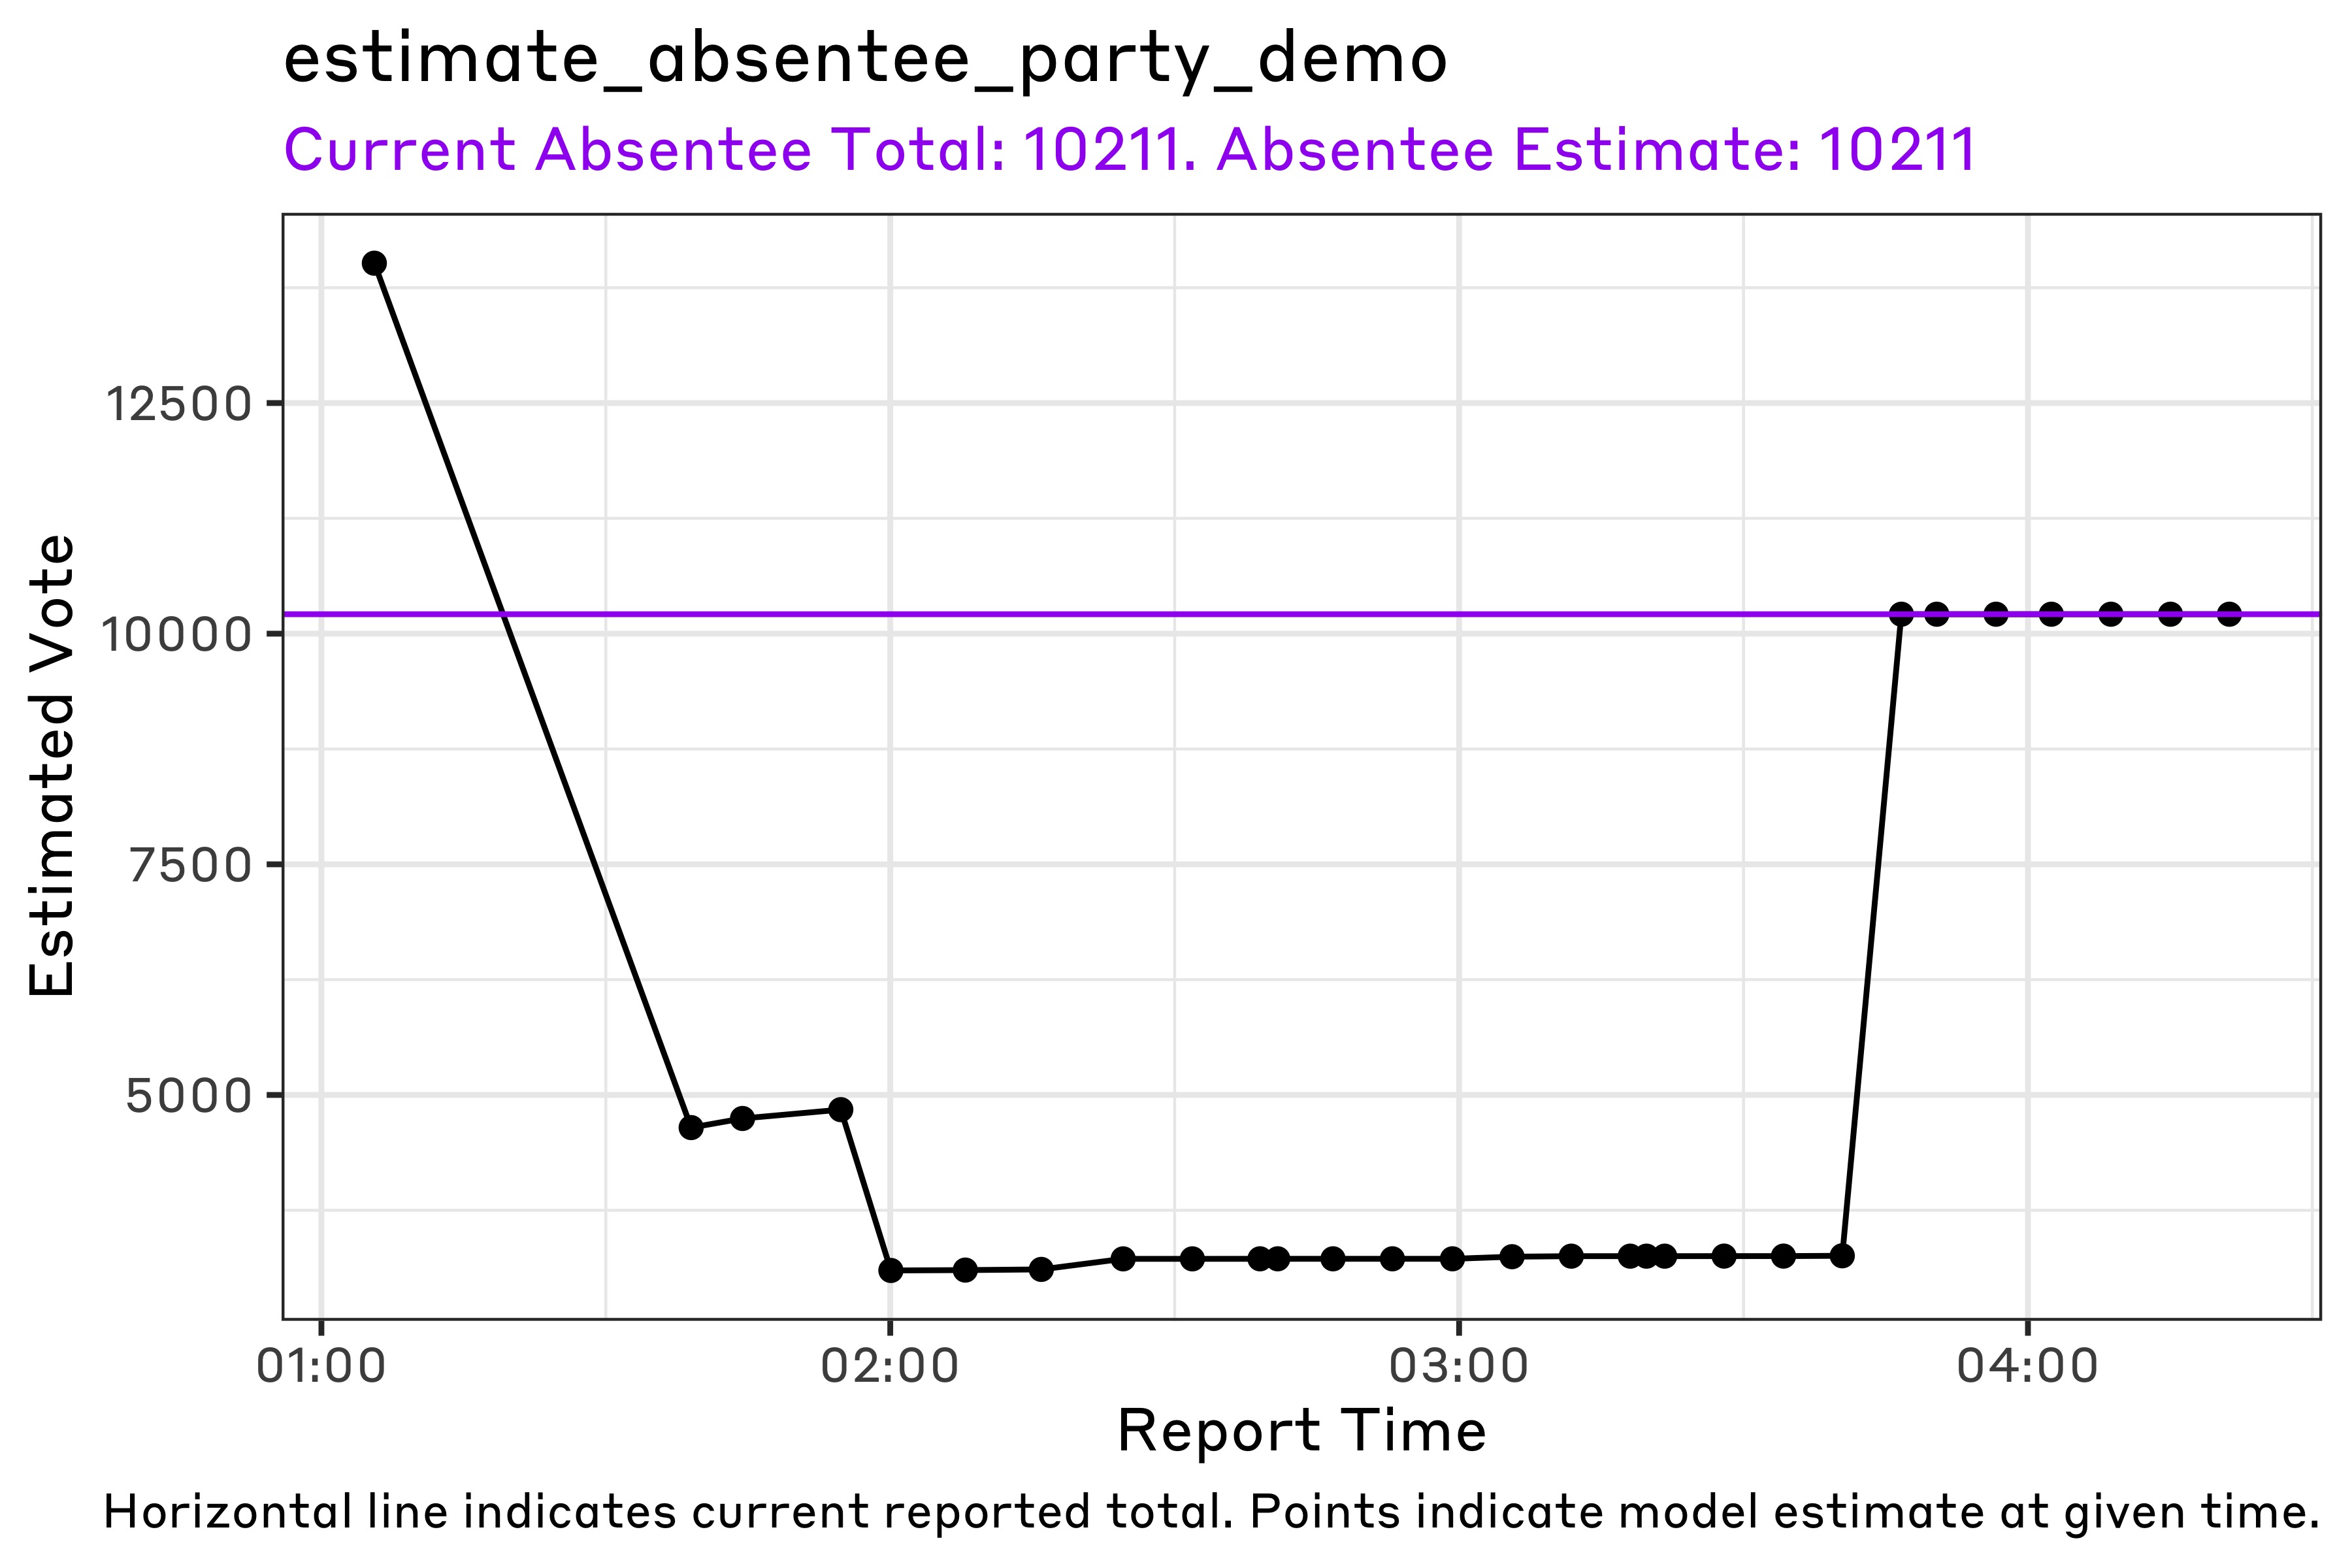 estimate_absentee_party_demo
Current Absentee Total: 10211. Absentee Estimate: 10211
Estimated Vote
12500
10000
7500
5000
01:00 02:00 03:00 04:00
Report Time
Horizontal line indicates current reported total. Points indicate model estimate at given time.